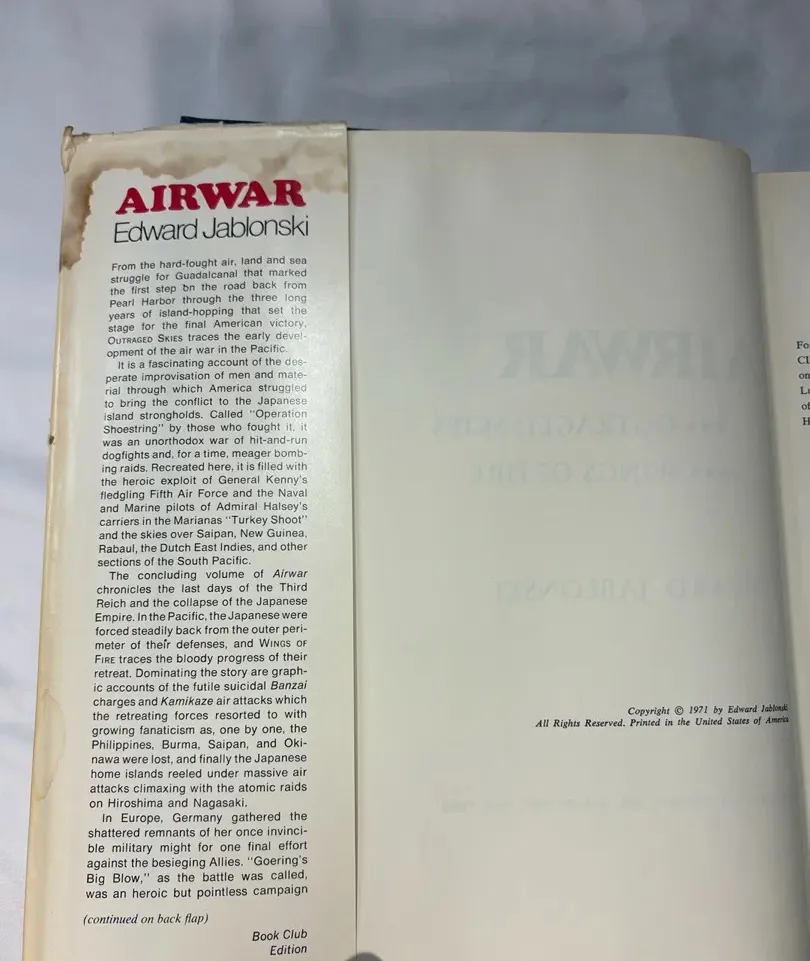 AIRWAR
Edward Jablonski
From the hard-fought air, land and sea
struggle for Guadalcanal that marked
the first step on the road back from
Pearl Harbor through the three long
years of island-hopping that set the
stage for the final American victory,
OUTRAGED SKIES traces the early devel-
opment of the air war in the Pacific.
It is a fascinating account of the des-
perate improvisation of men and mate-
rial through which America struggled
to bring the conflict to the Japanese
island strongholds. Called "Operation
Shoestring" by those who fought it, it
was an unorthodox war of hit-and-run
dogfights and, for a time, meager bomb-
ing raids. Recreated here, it is filled with
the heroic exploit of General Kenny's
fledgling Fifth Air Force and the Naval
and Marine pilots of Admiral Halsey's
carriers in the Marianas "Turkey Shoot"
and the skies over Saipan, New Guinea,
Rabaul, the Dutch East Indies, and other
sections of the South Pacific.
The concluding volume of Airwar
chronicles the last days of the Third
Reich and the collapse of the Japanese
Empire. In the Pacific, the Japanese were
forced steadily back from the outer peri-
meter of their defenses, and WINGS OF
FIRE traces the bloody progress of their
retreat. Dominating the story are graph-
ic accounts of the futile suicidal Banzai
charges and Kamikaze air attacks which
the retreating forces resorted to with
growing fanaticism as, one by one, the
Philippines, Burma, Saipan, and Oki-
nawa were lost, and finally the Japanese
home islands reeled under massive air
attacks climaxing with the atomic raids
on Hiroshima and Nagasaki.
In Europe, Germany gathered the
shattered remnants of her once invinci-
ble military might for one final effort
against the besieging Allies. "Goering's
Big Blow," as the battle was called,
was an heroic but pointless campaign
(continued on back flap)
Book Club
Edition
Copyright © 1971 by Edward Jablonski
All Rights Reserved. Printed in the United States of America